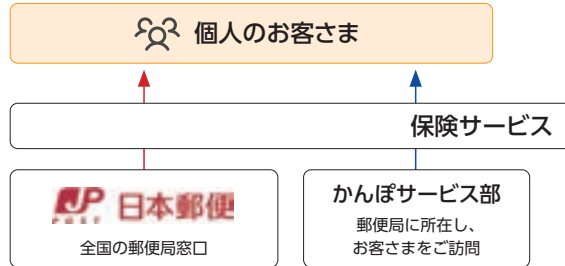 個人のお客さま
保険サービス
JP
POST
日本郵便
全国の郵便局窓口
かんぽサービス部
郵便局に所在し、
お客さまをご訪問